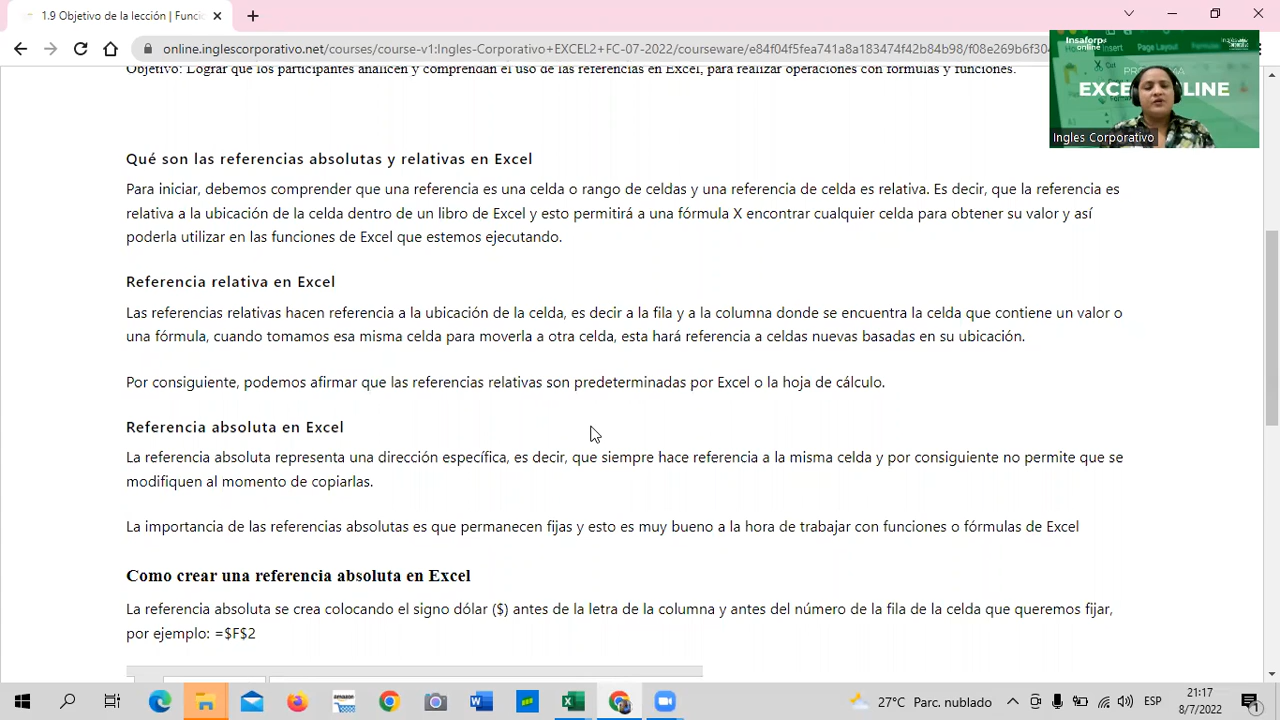 1.9 Objetivo de la lección | Funci
online.inglescorporativo.net/courses/course-v1:Ingles-Corporativo+EXCEL2+FC-07-2022/courseware/e84f04f5fea741a8a183474f42b84b98/f08e269b6f304
Objetivo: Lograr que los participantes analicen y comprendan el uso de las referencias en Excel, para realizar operaciones con formulas y funciones.
Insaforp online
Insert Page Layout Formulas
Cut
EXCEL ONLINE
Ingles Corporativo
Qué son las referencias absolutas y relativas en Excel
Para iniciar, debemos comprender que una referencia es una celda o rango de celdas y una referencia de celda es relativa. Es decir, que la referencia es
relativa a la ubicación de la celda dentro de un libro de Excel y esto permitirá a una fórmula X encontrar cualquier celda para obtener su valor y así
poderla utilizar en las funciones de Excel que estemos ejecutando.
Referencia relativa en Excel
Las referencias relativas hacen referencia a la ubicación de la celda, es decir a la fila y a la columna donde se encuentra la celda que contiene un valor o
una fórmula, cuando tomamos esa misma celda para moverla a otra celda, esta hará referencia a celdas nuevas basadas en su ubicación.
Por consiguiente, podemos afirmar que las referencias relativas son predeterminadas por Excel o la hoja de cálculo.
Referencia absoluta en Excel
La referencia absoluta representa una dirección específica, es decir, que siempre hace referencia a la misma celda y por consiguiente no permite que se
modifiquen al momento de copiarlas.
La importancia de las referencias absolutas es que permanecen fijas y esto es muy bueno a la hora de trabajar con funciones o fórmulas de Excel
Como crear una referencia absoluta en Excel
La referencia absoluta se crea colocando el signo dólar ($) antes de la letra de la columna y antes del número de la fila de la celda que queremos fijar,
por ejemplo: =$F$2
27°C Parc. nublado
ESP
21:17
8/7/2022